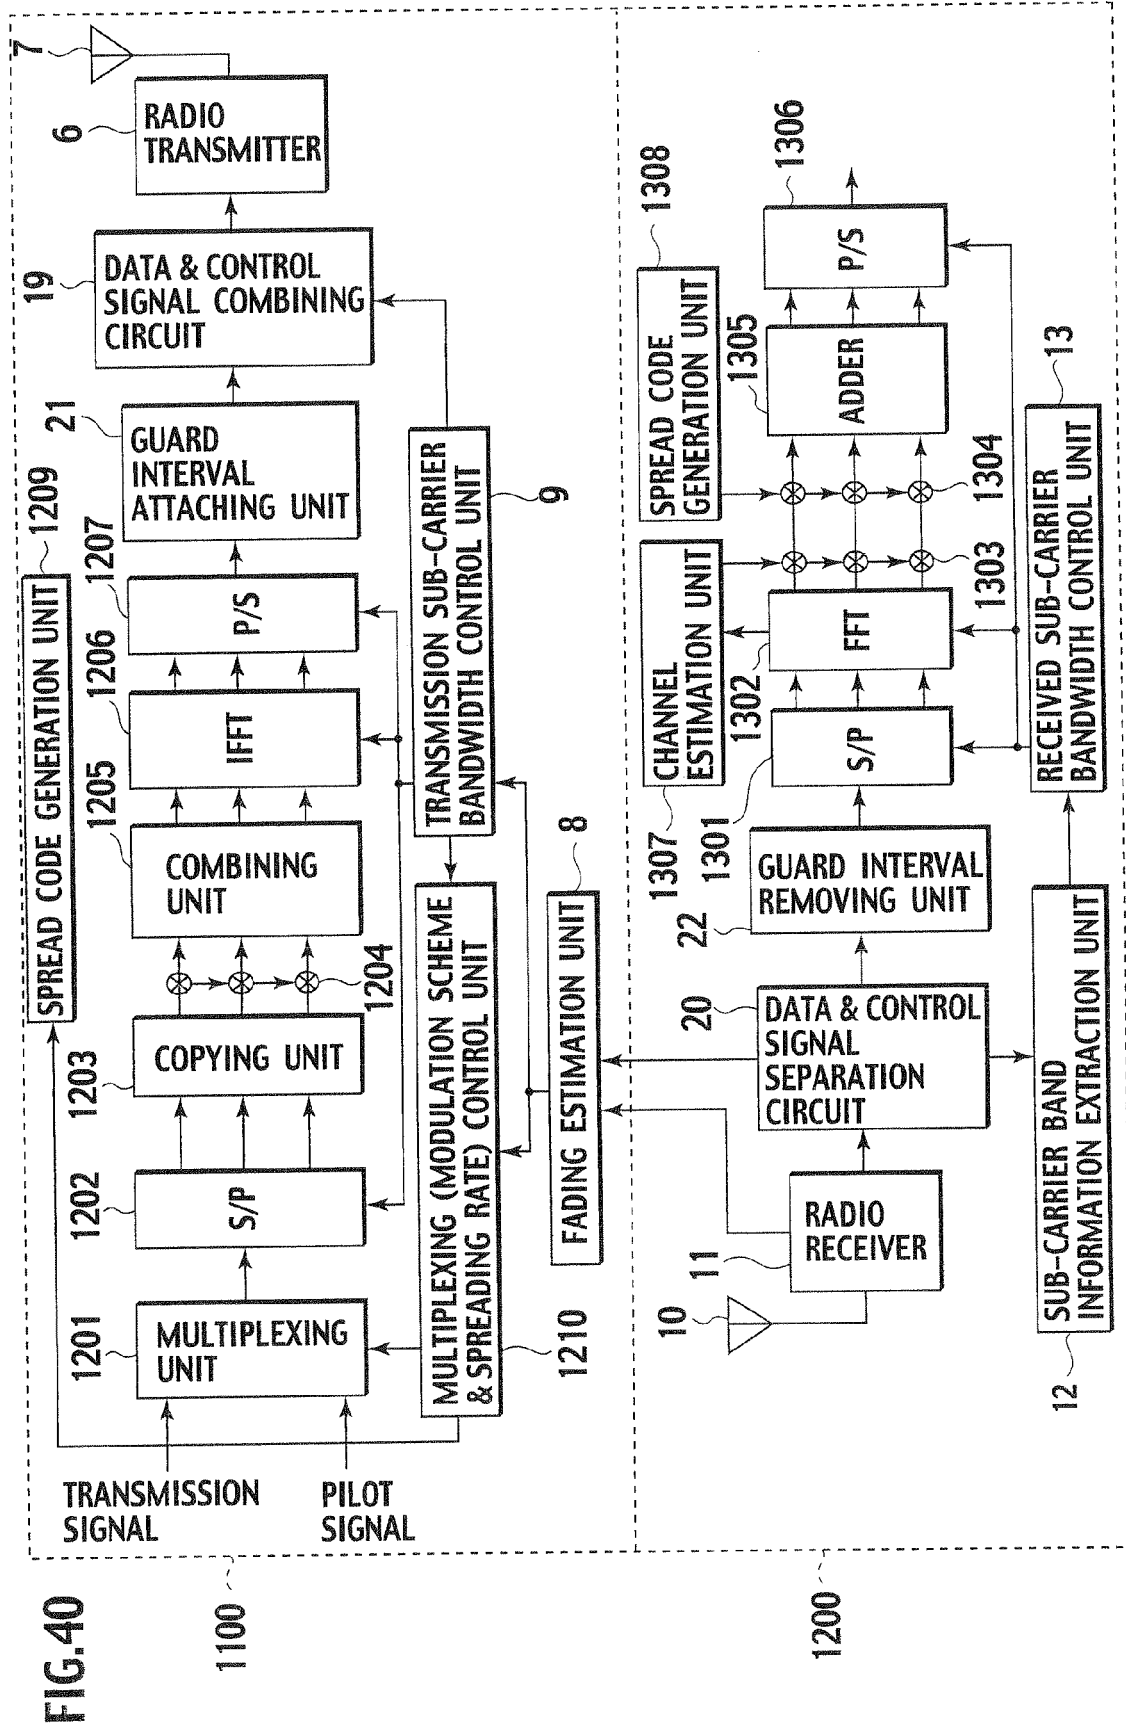 FIG.40
1100
TRANSMISSION
SIGNAL
PILOT
SIGNAL
1201
MULTIPLEXING
UNIT
1202
S/P
1203
COPYING UNIT
1204
1205
COMBINING
UNIT
1206
IFFT
1207
P/S
SPREAD CODE GENERATION UNIT
1209
21
GUARD
INTERVAL
ATTACHING UNIT
19
DATA & CONTROL
SIGNAL COMBINING
CIRCUIT
6
RADIO
TRANSMITTER
7
MULTIPLEXING (MODULATION SCHEME
& SPREADING RATE) CONTROL UNIT
1210
TRANSMISSION SUB-CARRIER
BANDWIDTH CONTROL UNIT
9
FADING ESTIMATION UNIT
8
1200
10
11
RADIO
RECEIVER
20
DATA & CONTROL
SIGNAL
SEPARATION
CIRCUIT
22
GUARD INTERVAL
REMOVING UNIT
1301
S/P
1302
FFT
1307
CHANNEL
ESTIMATION UNIT
1303
1304
SPREAD CODE
GENERATION UNIT
1308
1305
ADDER
P/S
1306
12
SUB-CARRIER BAND
INFORMATION EXTRACTION UNIT
RECEIVED SUB-CARRIER
BANDWIDTH CONTROL UNIT
13